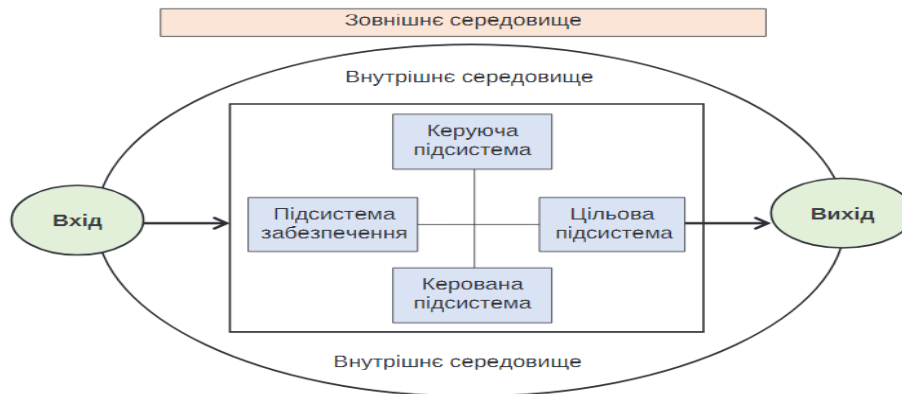 Зовнішнє середовище
Внутрішнє середовище
Керуюча
підсистема
Вхід
Підсистема
забезпечення
Цільова
підсистема
Вихід
Керована
підсистема
Внутрішнє середовище